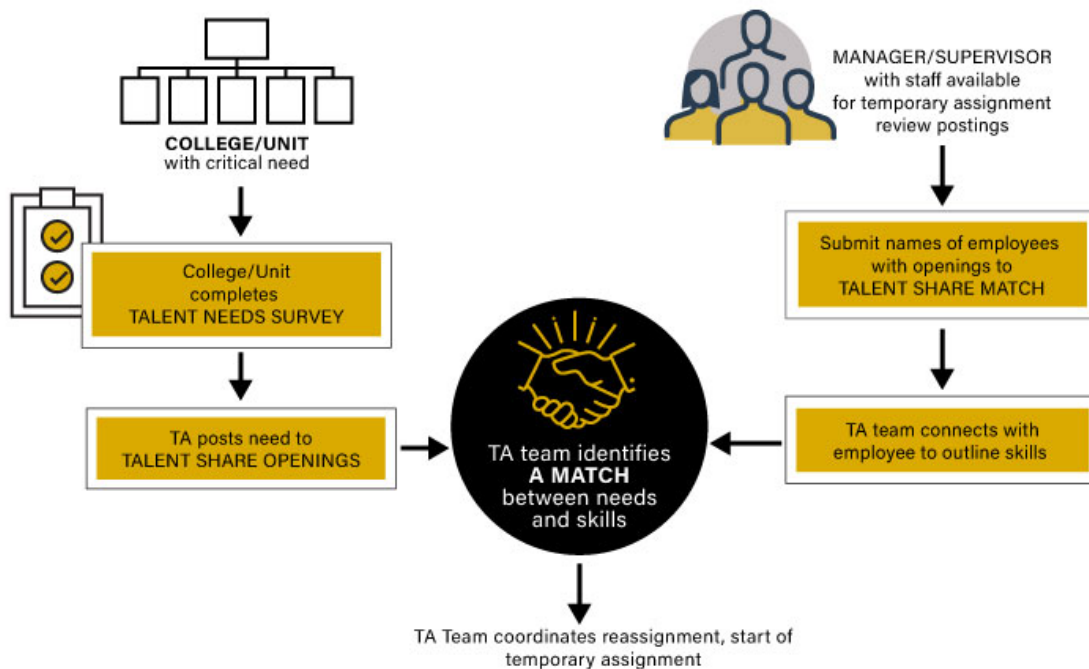 COLLEGE/UNIT
with critical need
College/Unit
completes
TALENT NEEDS SURVEY
TA posts need to
TALENT SHARE OPENINGS
MANAGER/SUPERVISOR
with staff available
for temporary assignment
review postings
Submit names of employees
with openings to
TALENT SHARE MATCH
TA team connects with
employee to outline skills
TA team identifies
A MATCH
between needs
and skills
TA Team coordinates reassignment, start of
temporary assignment